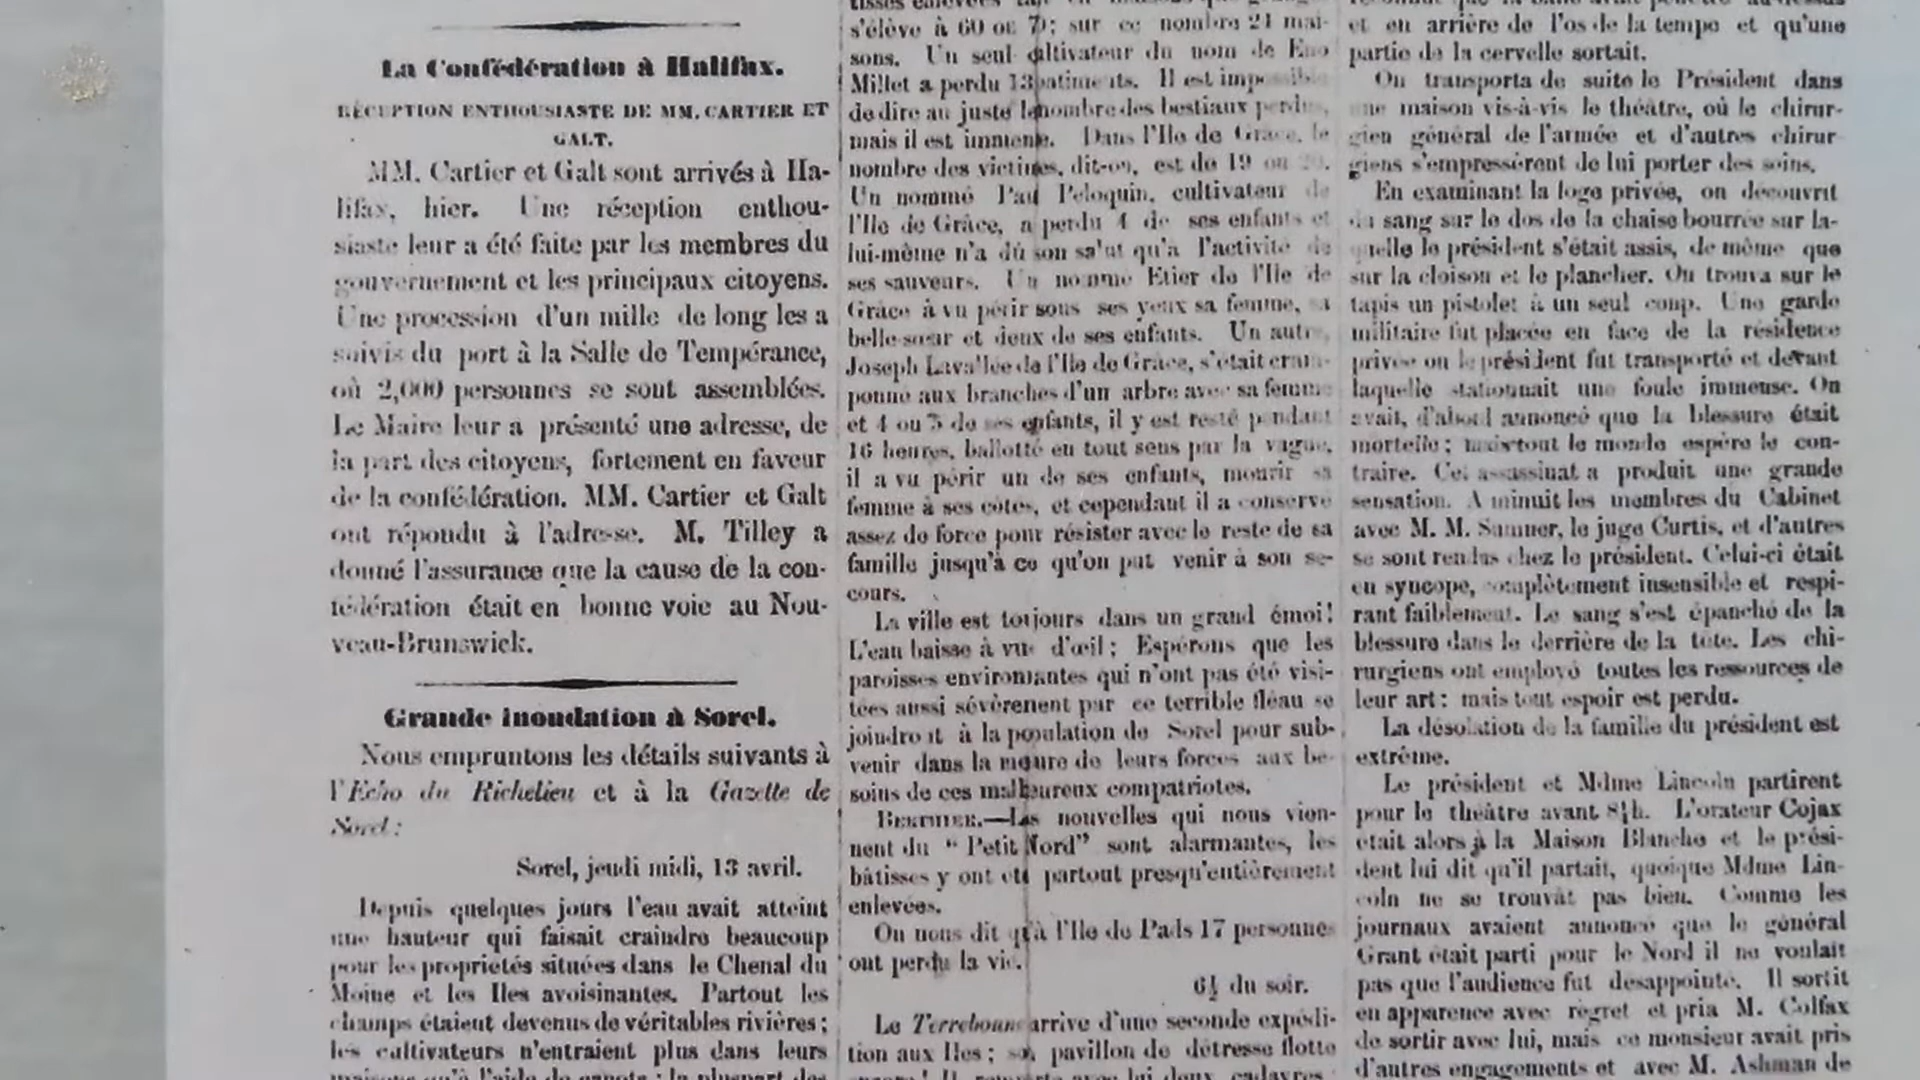 La Confédération à Halifax.
RÉCEPTION ENTHOUSIASTE DE MM. CARTIER ET
GALT.
MM. Cartier et Galt sont arrivés à Ha-
lifax, hier. Une réception enthou-
siaste leur a été faite par les membres du
gouvernement et les principaux citoyens.
Une procession d'un mille de long les a
suivis du port à la Salle de Tempérance,
où 2,000 personnes se sont assemblées.
Le Maire leur a présenté une adresse, de
la part des citoyens, fortement en faveur
de la confédération. MM. Cartier et Galt
ont répondu à l'adresse. M. Tilley a
donné l'assurance que la cause de la con-
fédération était en bonne voie au Nou-
veau-Brunswick.
Grande inondation à Sorel.
Nous empruntons les détails suivants à
l'Echo du Richelieu et à la Gazette de
Sorel :
Sorel, jeudi midi, 13 avril.
Depuis quelques jours l'eau avait atteint
une hauteur qui faisait craindre beaucoup
pour les proprietés situées dans le Chenal du
Moine et les Iles avoisinantes. Partout les
champs étaient devenus de véritables rivières ;
les cultivateurs n'entraient plus dans leurs
maisons qu'à l'aide de canots ; la pluspart des
s'élève à 60 ou 70; sur ce nombre 21 mai-
sons. Un seul cultivateur du nom de
Millet a perdu 13 batiments. Il est impossible
de dire au juste le nombre des bestiaux perdus,
mais il est immense. Dans l'Ile de Grace, le
nombre des victimes, dit-on, est de 19 ou 20.
Un nommé Paul Peloquin, cultivateur de
l'Ile de Grâce, a perdu 4 de ses enfants et
lui-même n'a dû son salut qu'a l'activité de
ses sauveurs. Un nommé Etier de l'Ile de
Grâce à vu périr sous ses yeux sa femme, sa
belle-sœur et deux de ses enfants. Un autre,
Joseph Lavallée de l'Ile de Grâce, s'était cram-
ponné aux branches d'un arbre avec sa femme
et 4 ou 5 de ses enfants, il y est resté pendant
16 heures, ballotté en tout sens par la vague,
il a vu périr un de ses enfants, mourir sa
femme à ses côtés, et cependant il a conservé
assez de force pour résister avec le reste de sa
famille jusqu'à ce qu'on put venir à son se-
cours.
La ville est toujours dans un grand émoi!
L'eau baisse à vue d'œil ; Espérons que les
paroisses environnantes qui n'ont pas été visi-
tées aussi sévèrement par ce terrible fléau se
joindront à la population de Sorel pour sub-
venir dans la mesure de leurs forces aux be-
soins de ces malheureux compatriotes.
BERTHIER.—Les nouvelles qui nous vien-
nent du " Petit Nord" sont alarmantes, les
bâtisses y ont été partout presqu'entièrement
enlevées.
On nous dit qu'à l'Ile de Pads 17 personnes
ont perdu la vie.
6½ du soir.
Le Terrebonne arrive d'une seconde expédi-
tion aux Iles ; son pavillon de détresse flotte
et en arrière de l'os de la tempe et qu'une
partie de la cervelle sortait.
On transporta de suite le Président dans
une maison vis-à-vis le théâtre, où le chirur-
gien général de l'armée et d'autres chirur-
giens s'empressèrent de lui porter des soins.
En examinant la loge privée, on découvrit
du sang sur le dos de la chaise bourrée sur la-
quelle le président s'était assis, de même que
sur la cloison et le plancher. On trouva sur le
tapis un pistolet à un seul coup. Une garde
militaire fut placée en face de la résidence
privée où le président fut transporté et devant
laquelle stationnait une foule immense. On
avait, d'abord annoncé que la blessure était
mortelle ; mais tout le monde espère le con-
traire. Cet assassinat a produit une grande
sensation. A minuit les membres du Cabinet
avec M. M. Sumner, le juge Curtis, et d'autres
se sont rendus chez le président. Celui-ci était
en syncope, complètement insensible et respi-
rant faiblement. Le sang s'est épanché de la
blessure dans le derrière de la tête. Les chi-
rurgiens ont employé toutes les ressources de
leur art : mais tout espoir est perdu.
La désolation de la famille du président est
extrême.
Le président et Mdme Lincoln partirent
pour le théâtre avant 8½h. L'orateur Cojax
était alors à la Maison Blanche et le prési-
dent lui dit qu'il partait, quoique Mdme Lin-
coln ne se trouvât pas bien. Comme les
journaux avaient annoncé que le général
Grant était parti pour le Nord il ne voulait
pas que l'audience fut desappointée. Il sortit
en apparence avec regret et pria M. Colfax
de sortir avec lui, mais ce monsieur avait pris
d'autres engagements et avec M. Ashman de